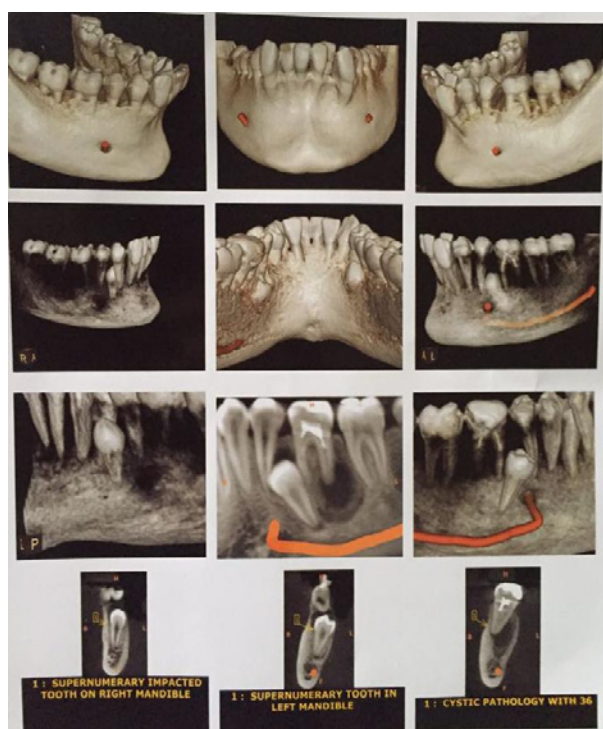 R A
A L
L P
1 : SUPERNUMERARY IMPACTED
TOOTH ON RIGHT MANDIBLE
1 : SUPERNUMERARY TOOTH IN
LEFT MANDIBLE
1 : CYSTIC PATHOLOGY WITH 36